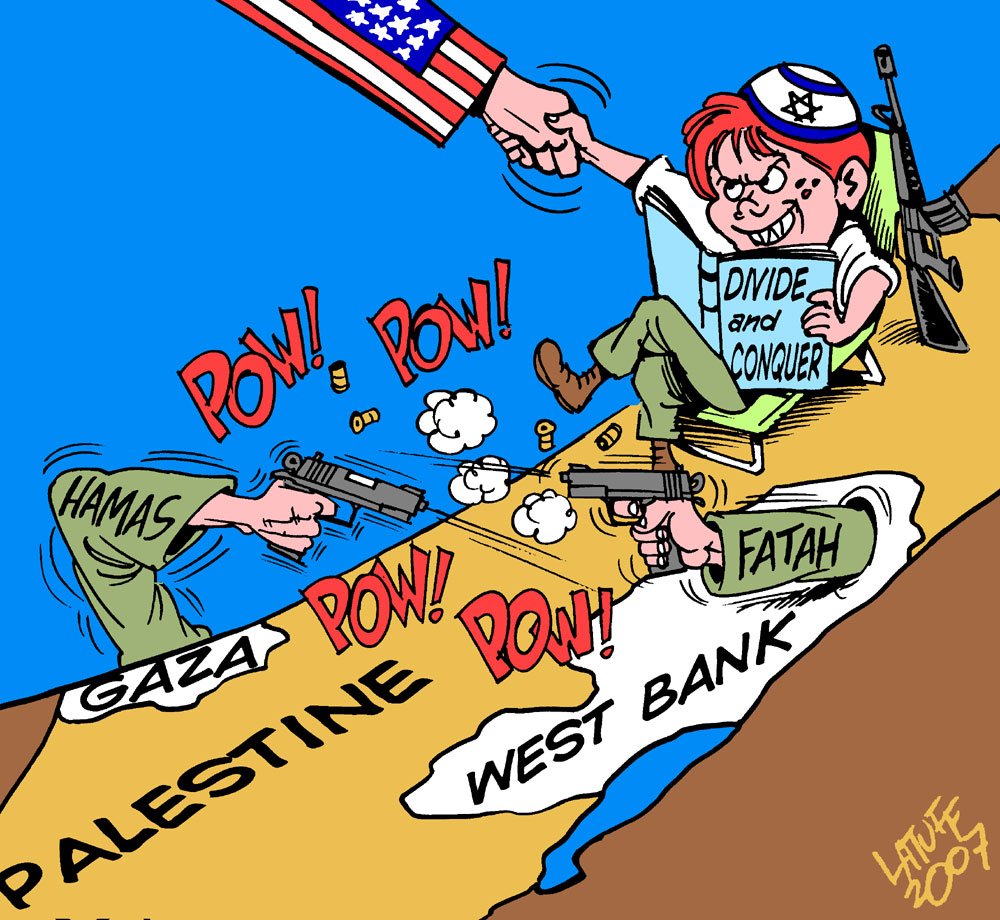 DIVIDE
and
CONQUER
POW!
POW!
HAMAS
FATAH
POW!
POW!
GAZA
WEST BANK
PALESTINE
LATUFF
2007